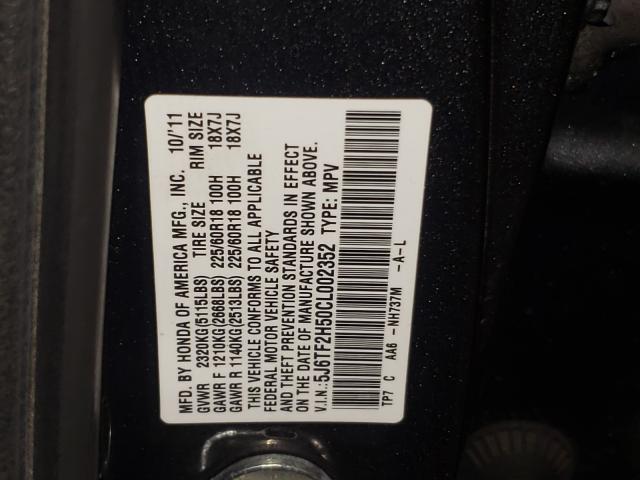 MFD. BY HONDA OF AMERICA MFG., INC. 10/'11
GVWR 2320KG(5115LBS) TIRE SIZE RIM SIZE
GAWR F 1210KG(2668LBS) 225/60R18 100H 18X7J
GAWR R 1140KG(2513LBS) 225/60R18 100H 18X7J
THIS VEHICLE CONFORMS TO ALL APPLICABLE
FEDERAL MOTOR VEHICLE SAFETY
AND THEFT PREVENTION STANDARDS IN EFFECT
ON THE DATE OF MANUFACTURE SHOWN ABOVE.
V.I.N.:5J6TF2H50CL002352 TYPE: MPV
TP7 C AA6 -NH737M -A-L